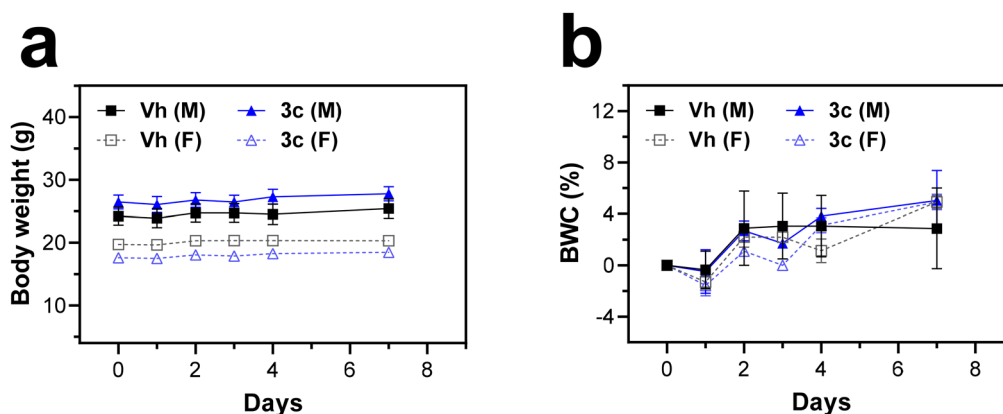 a
Body weight (g)
40
30
20
10
Vh (M)
3c (M)
Vh (F)
3c (F)
0
2
4
6
8
Days
b
BWC (%)
12
8
4
0
-4
Vh (M)
3c (M)
Vh (F)
3c (F)
0
2
4
6
8
Days